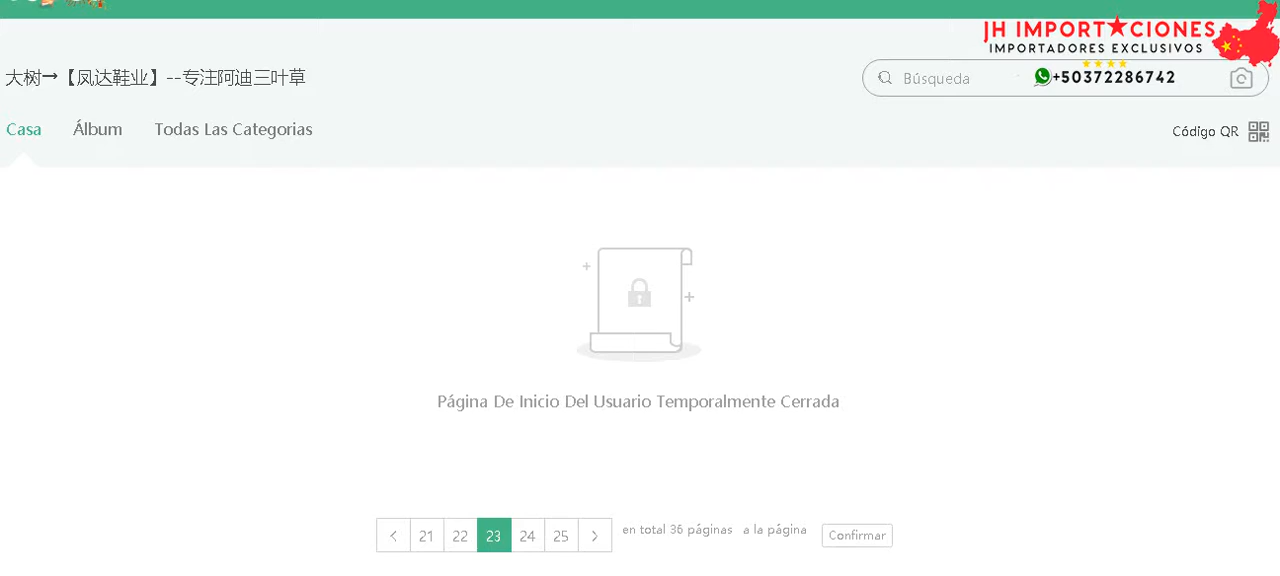 JH IMPORT★CIONES
IMPORTADORES EXCLUSIVOS
大树→【凤达鞋业】--专注阿迪三叶草
Búsqueda
+50372286742
Casa Álbum Todas Las Categorias
Código QR
Página De Inicio Del Usuario Temporalmente Cerrada
21 22 23 24 25 en total 36 páginas a la página Confirmar